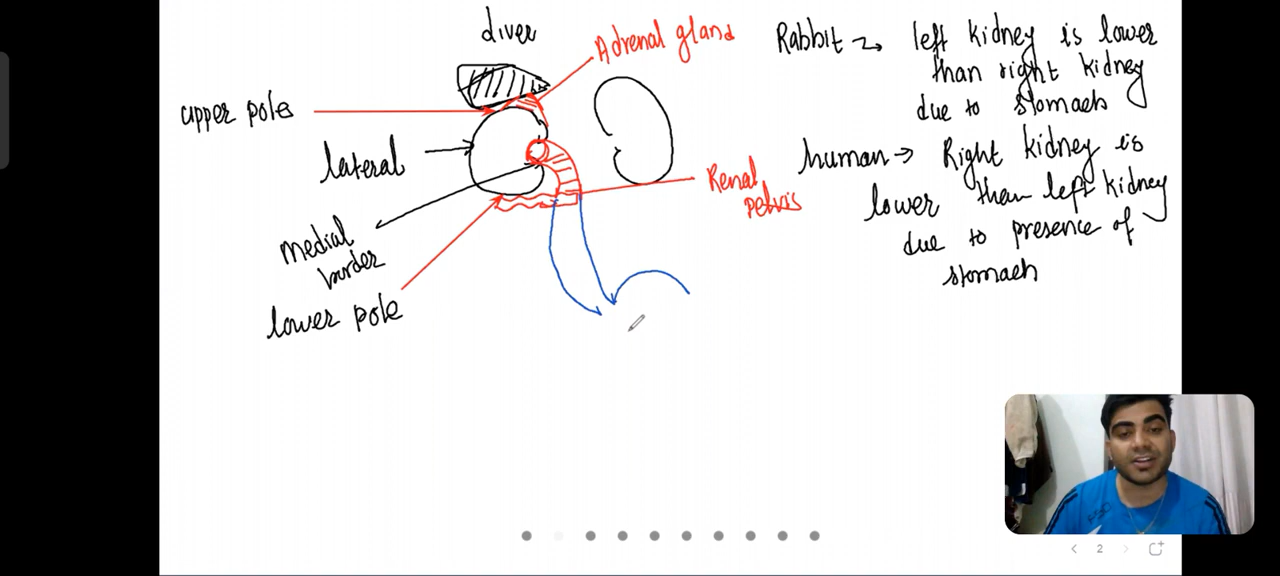 diver
Adrenal gland
upper pole
lateral
medial
border
lower pole
Renal
pelvis
Rabbit → left kidney is lower
than right kidney
due to stomach
human → Right kidney is
lower than left kidney
due to presence of
stomach
2